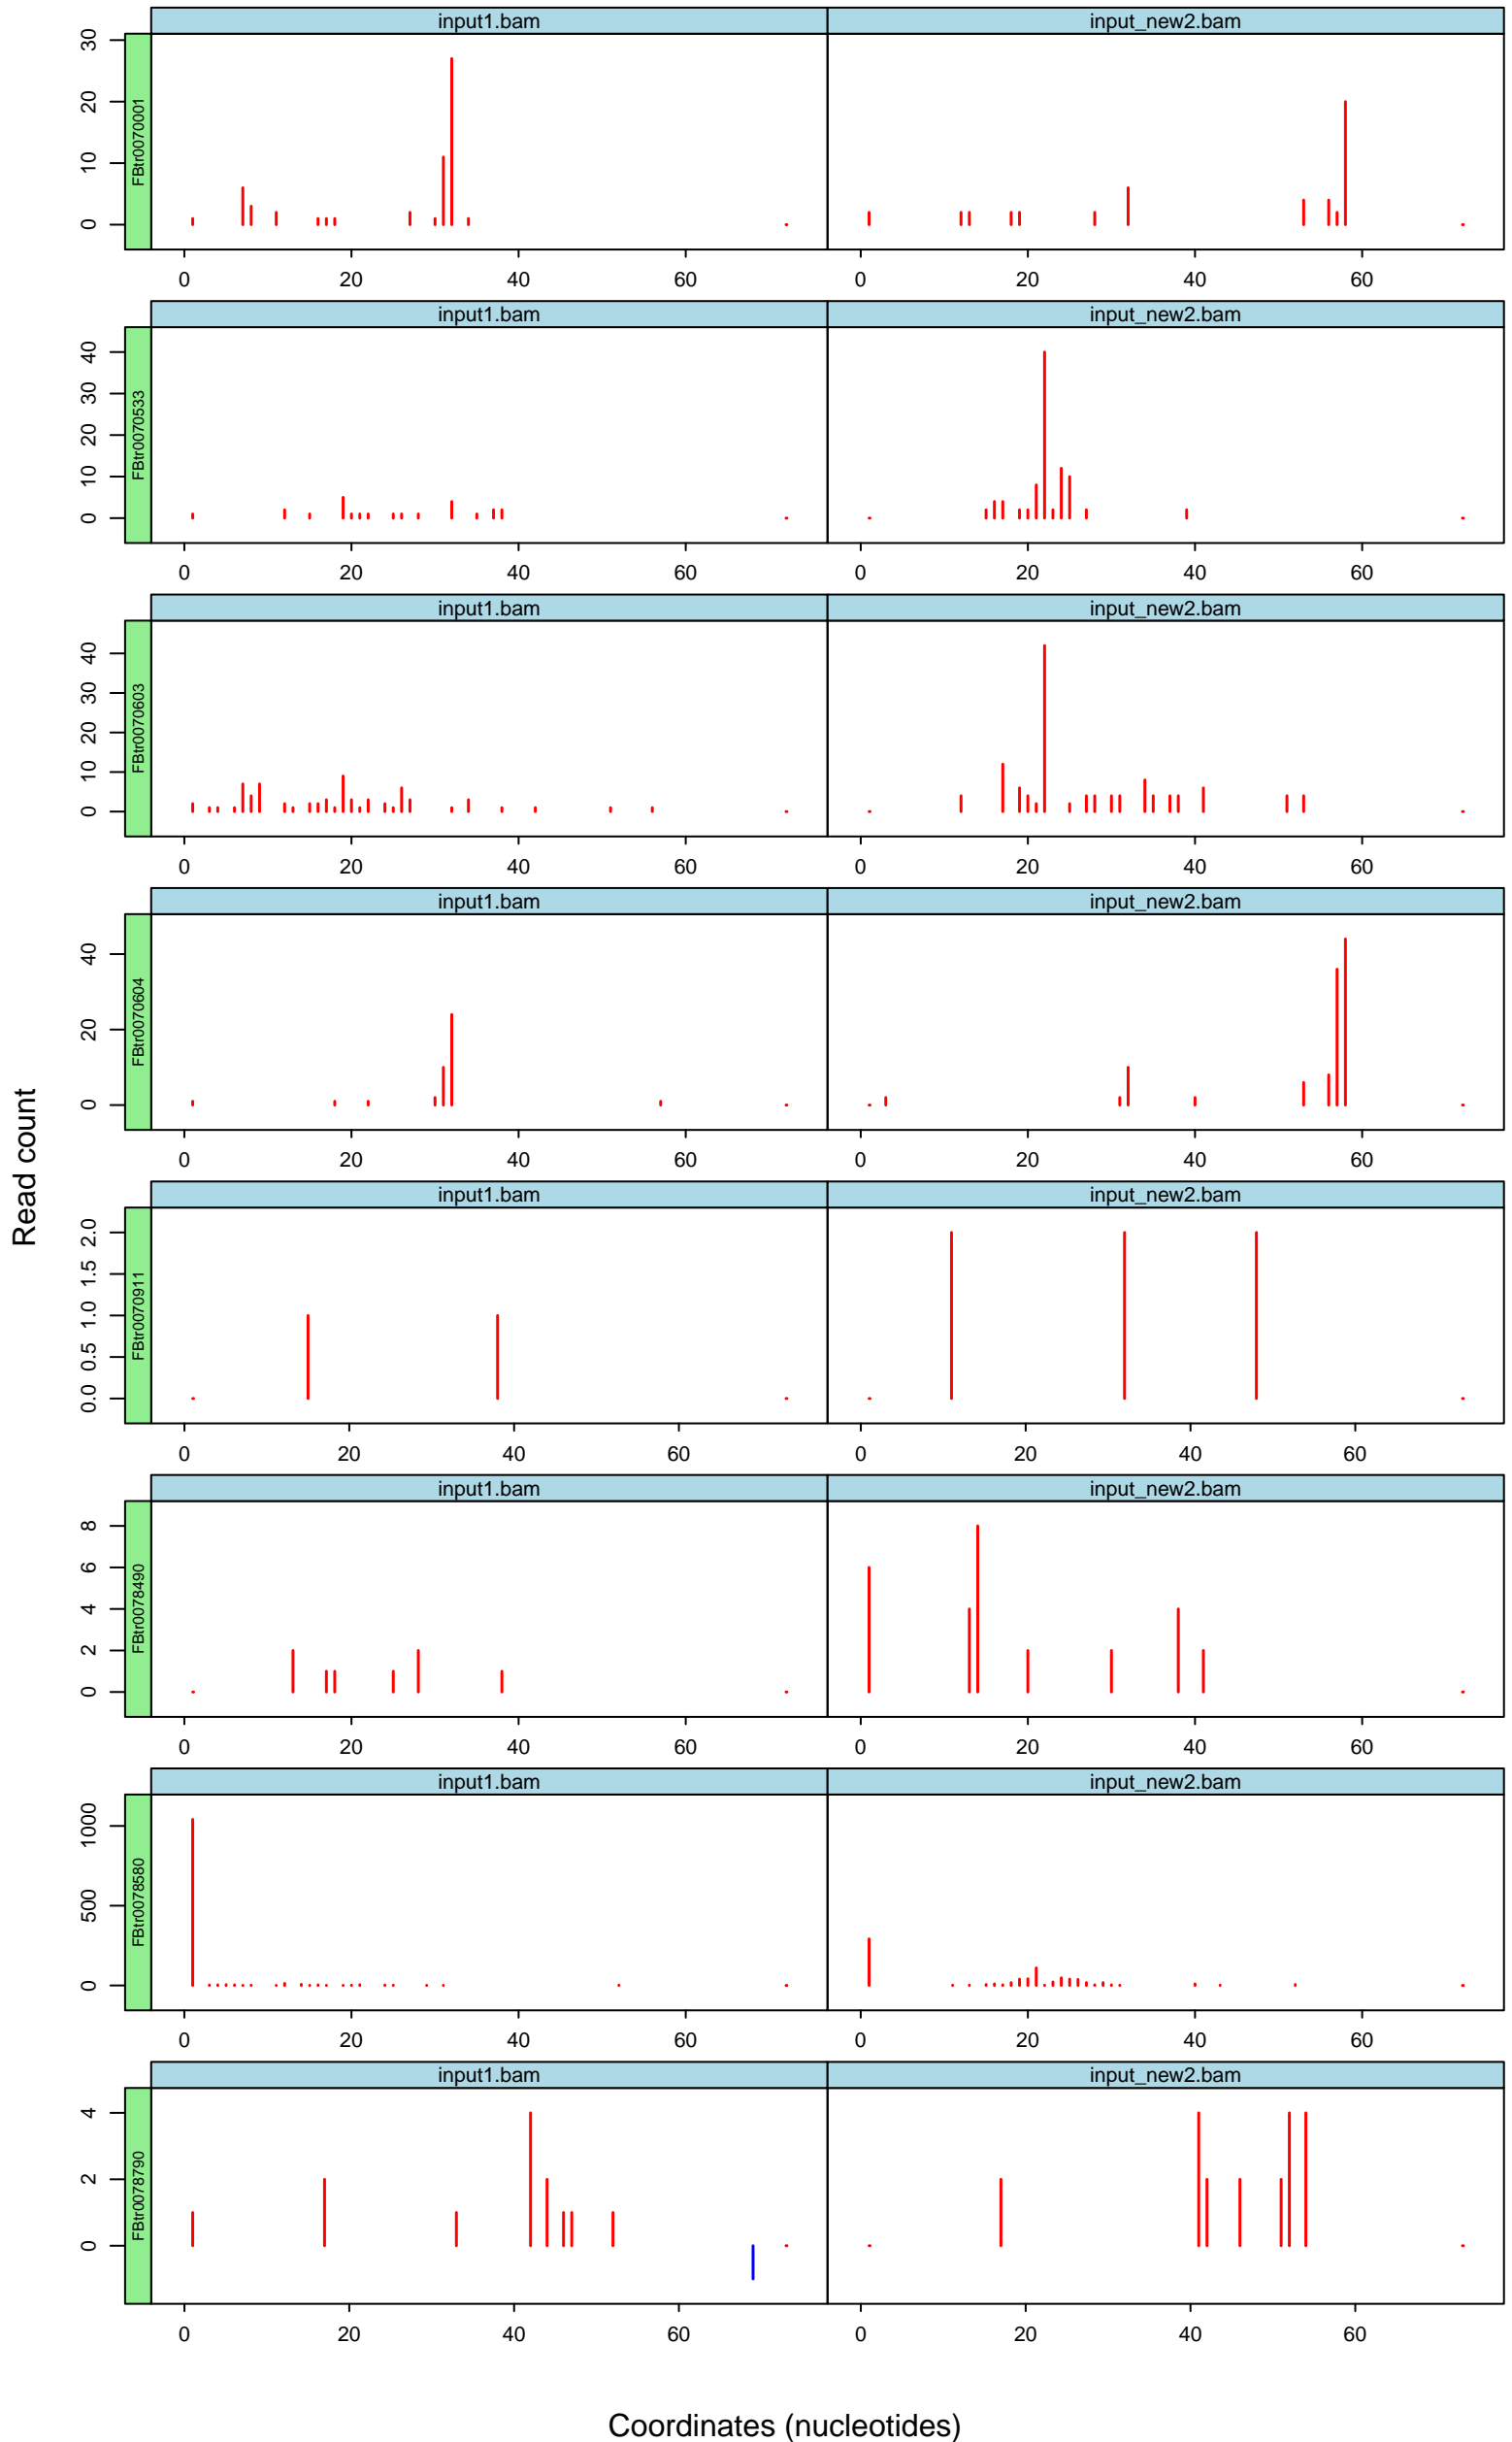 input1.bam input_new2.bam
30
20
10
0
FBtr0070001
0 20 40 60 0 20 40 60
input1.bam input_new2.bam
40
30
20
10
0
FBtr0070533
0 20 40 60 0 20 40 60
input1.bam input_new2.bam
40
30
20
10
0
FBtr0070603
0 20 40 60 0 20 40 60
input1.bam input_new2.bam
40
20
0
FBtr0070604
0 20 40 60 0 20 40 60
Read count
input1.bam input_new2.bam
2.0
1.5
1.0
0.5
0.0
FBtr0070911
0 20 40 60 0 20 40 60
input1.bam input_new2.bam
8
6
4
2
0
FBtr0078490
0 20 40 60 0 20 40 60
input1.bam input_new2.bam
1000
500
0
FBtr0078580
0 20 40 60 0 20 40 60
input1.bam input_new2.bam
4
2
0
FBtr0078790
0 20 40 60 0 20 40 60
Coordinates (nucleotides)